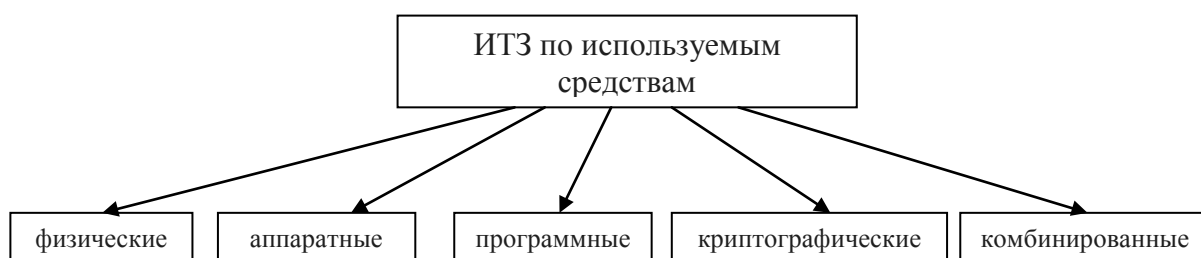 ИТЗ по используемым
средствам
физические
аппаратные
программные
криптографические
комбинированные